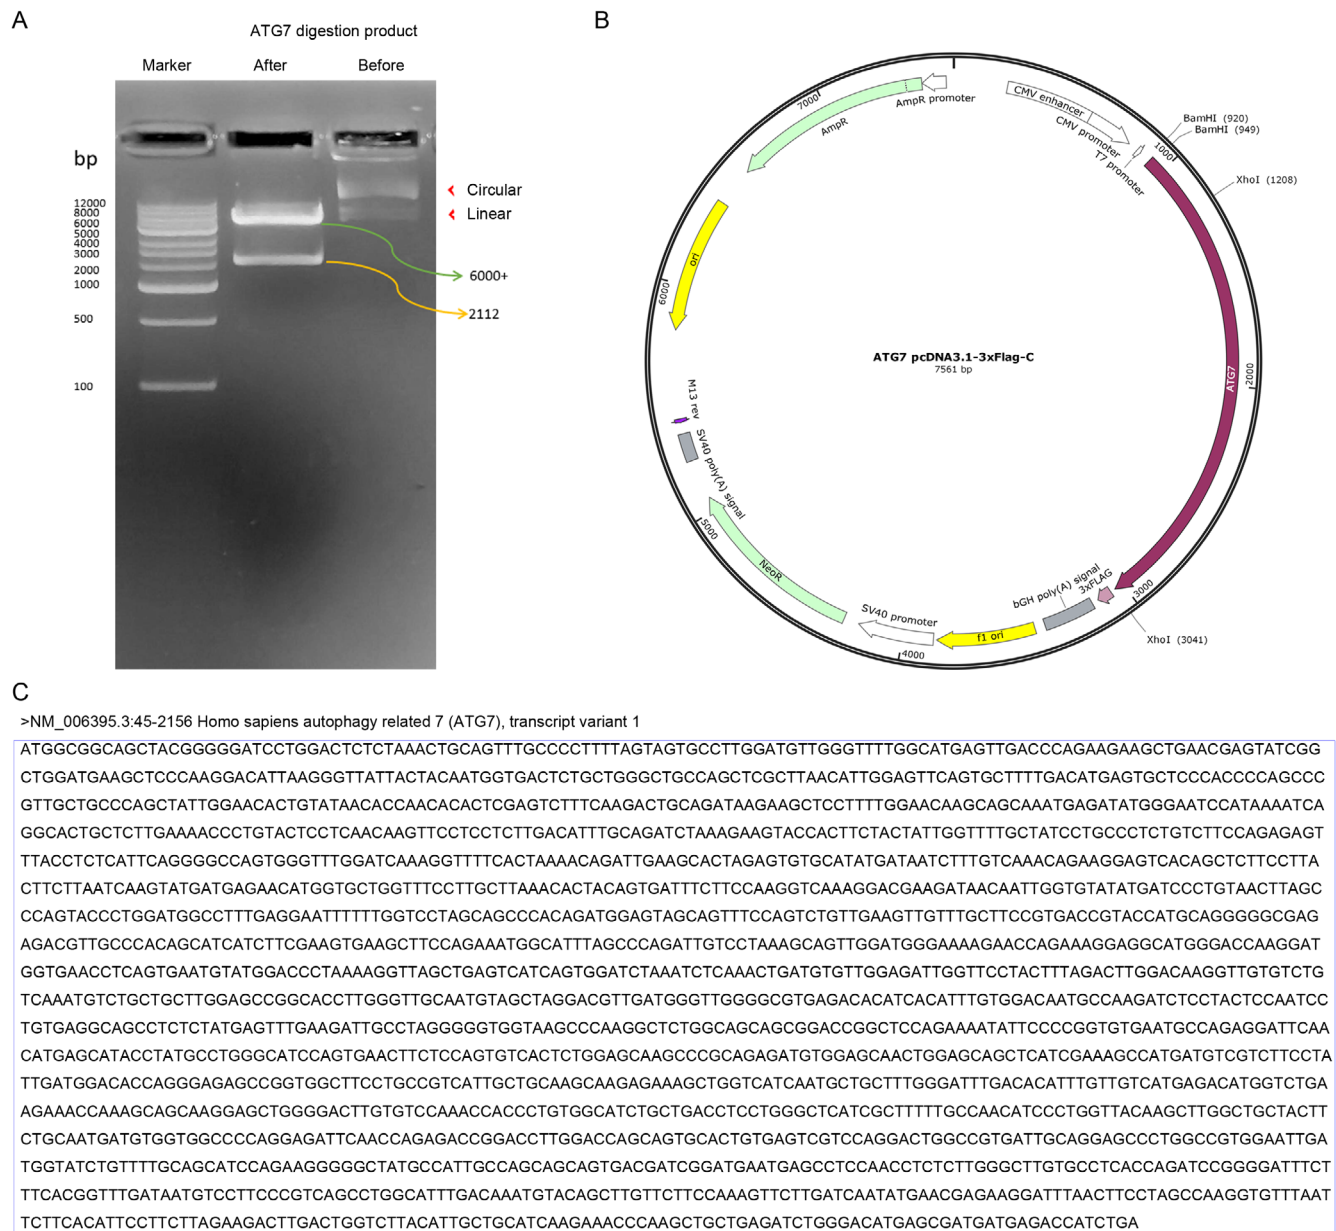 A
ATG7 digestion product
Marker
After
Before
bp
12000
8000
6000
5000
4000
3000
2000
1000
500
100
Circular
Linear
6000+
2112
B
CMV enhancer
CMV promoter
T7 promoter
BamHI (920)
BamHI (949)
1000
XhoI (1208)
ATG7
2000
3000
XhoI (3041)
3xFLAG
bGH poly(A) signal
f1 ori
4000
SV40 promoter
NeoR
5000
SV40 poly(A) signal
M13 rev
6000
ori
7000
AmpR
AmpR promoter
ATG7 pcDNA3.1-3xFlag-C
7561 bp
C
>NM_006395.3:45-2156 Homo sapiens autophagy related 7 (ATG7), transcript variant 1
ATGGCGGCAGCTACGGGGGATCCTGGACTCTCTAAACTGCAGTTTGCCCCTTTTAGTAGTGCCTTGGATGTTGGGTTTTGGCATGAGTTGACCCAGAAGAAGCTGAACGAGTATCGG
CTGGATGAAGCTCCCAAGGACATTAAGGGTTATTACTACAATGGTGACTCTGCTGGGCTGCCAGCTCGCTTAACATTGGAGTTCAGTGCTTTTGACATGAGTGCTCCCACCCCAGCCC
GTTGCTGCCCAGCTATTGGAACACTGTATAACACCAACACACTCGAGTCTTTCAAGACTGCAGATAAGAAGCTCCTTTTGGAACAAGCAGCAAATGAGATATGGGAATCCATAAAATCA
GGCACTGCTCTTGAAAACCCTGTACTCCTCAACAAGTTCCTCCTCTTGACATTTGCAGATCTAAAGAAGTACCACTTCTACTATTGGTTTTGCTATCCTGCCCTCTGTCTTCCAGAGAGT
TTACCTCTCATTCAGGGGCCAGTGGGTTTGGATCAAAGGTTTTCACTAAAACAGATTGAAGCACTAGAGTGTGCATATGATAATCTTTGTCAAACAGAAGGAGTCACAGCTCTTCCTTA
CTTCTTAATCAAGTATGATGAGAACATGGTGCTGGTTTCCTTGCTTAAACACTACAGTGATTTCTTCCAAGGTCAAAGGACGAAGATAACAATTGGTGTATATGATCCCTGTAACTTAGC
CCAGTACCCTGGATGGCCTTTGAGGAATTTTTTGGTCCTAGCAGCCCACAGATGGAGTAGCAGTTTCCAGTCTGTTGAAGTTGTTTGCTTCCGTGACCGTACCATGCAGGGGGCGAG
AGACGTTGCCCACAGCATCATCTTCGAAGTGAAGCTTCCAGAAATGGCATTTAGCCCAGATTGTCCTAAAGCAGTTGGATGGGAAAAGAACCAGAAAGGAGGCATGGGACCAAGGAT
GGTGAACCTCAGTGAATGTATGGACCCTAAAAGGTTAGCTGAGTCATCAGTGGATCTAAATCTCAAACTGATGTGTTGGAGATTGGTTCCTACTTTAGACTTGGACAAGGTTGTGTCTG
TCAAATGTCTGCTGCTTGGAGCCGGCACCTTGGGTTGCAATGTAGCTAGGACGTTGATGGGTTGGGGCGTGAGACACATCACATTTGTGGACAATGCCAAGATCTCCTACTCCAATCC
TGTGAGGCAGCCTCTCTATGAGTTTGAAGATTGCCTAGGGGGTGGTAAGCCCAAGGCTCTGGCAGCAGCGGACCGGCTCCAGAAAATATTCCCCGGTGTGAATGCCAGAGGATTCAA
CATGAGCATACCTATGCCTGGGCATCCAGTGAACTTCTCCAGTGTCACTCTGGAGCAAGCCCGCAGAGATGTGGAGCAACTGGAGCAGCTCATCGAAAGCCATGATGTCGTCTTCCTA
TTGATGGACACCAGGGAGAGCCGGTGGCTTCCTGCCGTCATTGCTGCAAGCAAGAGAAAGCTGGTCATCAATGCTGCTTTGGGATTTGACACATTTGTTGTCATGAGACATGGTCTGA
AGAAACCAAAGCAGCAAGGAGCTGGGGACTTGTGTCCAAACCACCCTGTGGCATCTGCTGACCTCCTGGGCTCATCGCTTTTTGCCAACATCCCTGGTTACAAGCTTGGCTGCTACTT
CTGCAATGATGTGGTGGCCCCAGGAGATTCAACCAGAGACCGGACCTTGGACCAGCAGTGCACTGTGAGTCGTCCAGGACTGGCCGTGATTGCAGGAGCCCTGGCCGTGGAATTGA
TGGTATCTGTTTTGCAGCATCCAGAAGGGGGCTATGCCATTGCCAGCAGCAGTGACGATCGGATGAATGAGCCTCCAACCTCTCTTGGGCTTGTGCCTCACCAGATCCGGGGATTTCT
TTCACGGTTTGATAATGTCCTTCCCGTCAGCCTGGCATTTGACAAATGTACAGCTTGTTCTTCCAAAGTTCTTGATCAATATGAACGAGAAGGATTTAACTTCCTAGCCAAGGTGTTTAAT
TCTTCACATTCCTTCTTAGAAGACTTGACTGGTCTTACATTGCTGCATCAAGAAACCCAAGCTGCTGAGATCTGGGACATGAGCGATGATGAGACCATCTGA